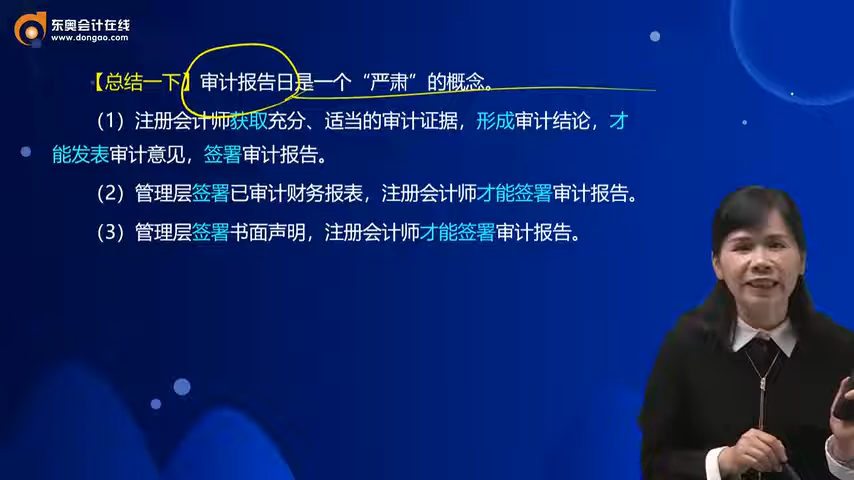 东奥会计在线
www.dongao.com
【总结一下】审计报告日是一个“严肃”的概念。
（1）注册会计师获取充分、适当的审计证据，形成审计结论，才
能发表审计意见，签署审计报告。
（2）管理层签署已审计财务报表，注册会计师才能签署审计报告。
（3）管理层签署书面声明，注册会计师才能签署审计报告。